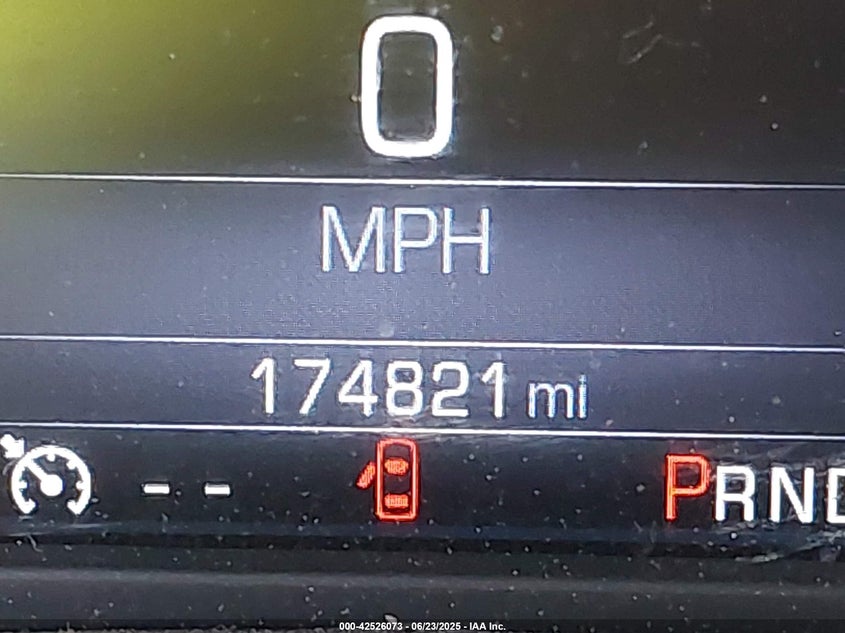 0
MPH
174821 mi
-- PRND
000-42526073 - 06/23/2025 - IAA Inc.